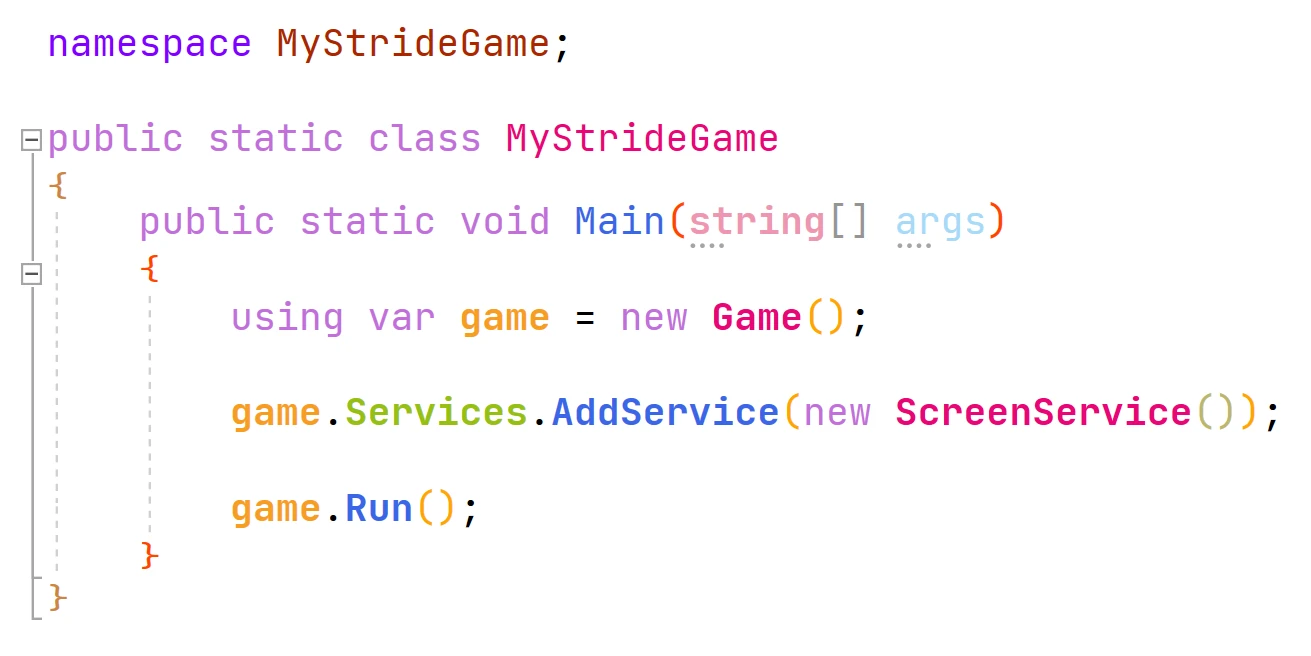 namespace MyStrideGame;
public static class MyStrideGame
{
public static void Main(string[] args)
{
using var game = new Game();
game.Services.AddService(new ScreenService());
game.Run();
}
}